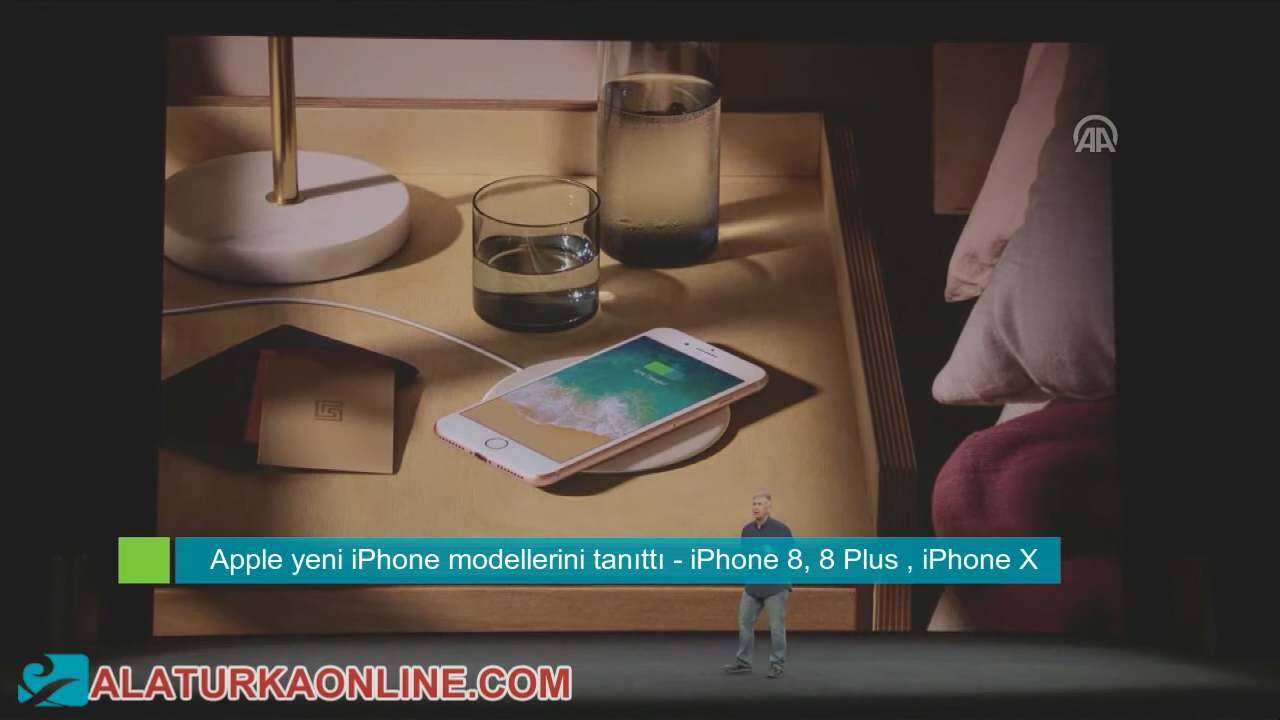 AA
Apple yeni iPhone modellerini tanıttı - iPhone 8, 8 Plus , iPhone X
ALATURKAONLINE.COM